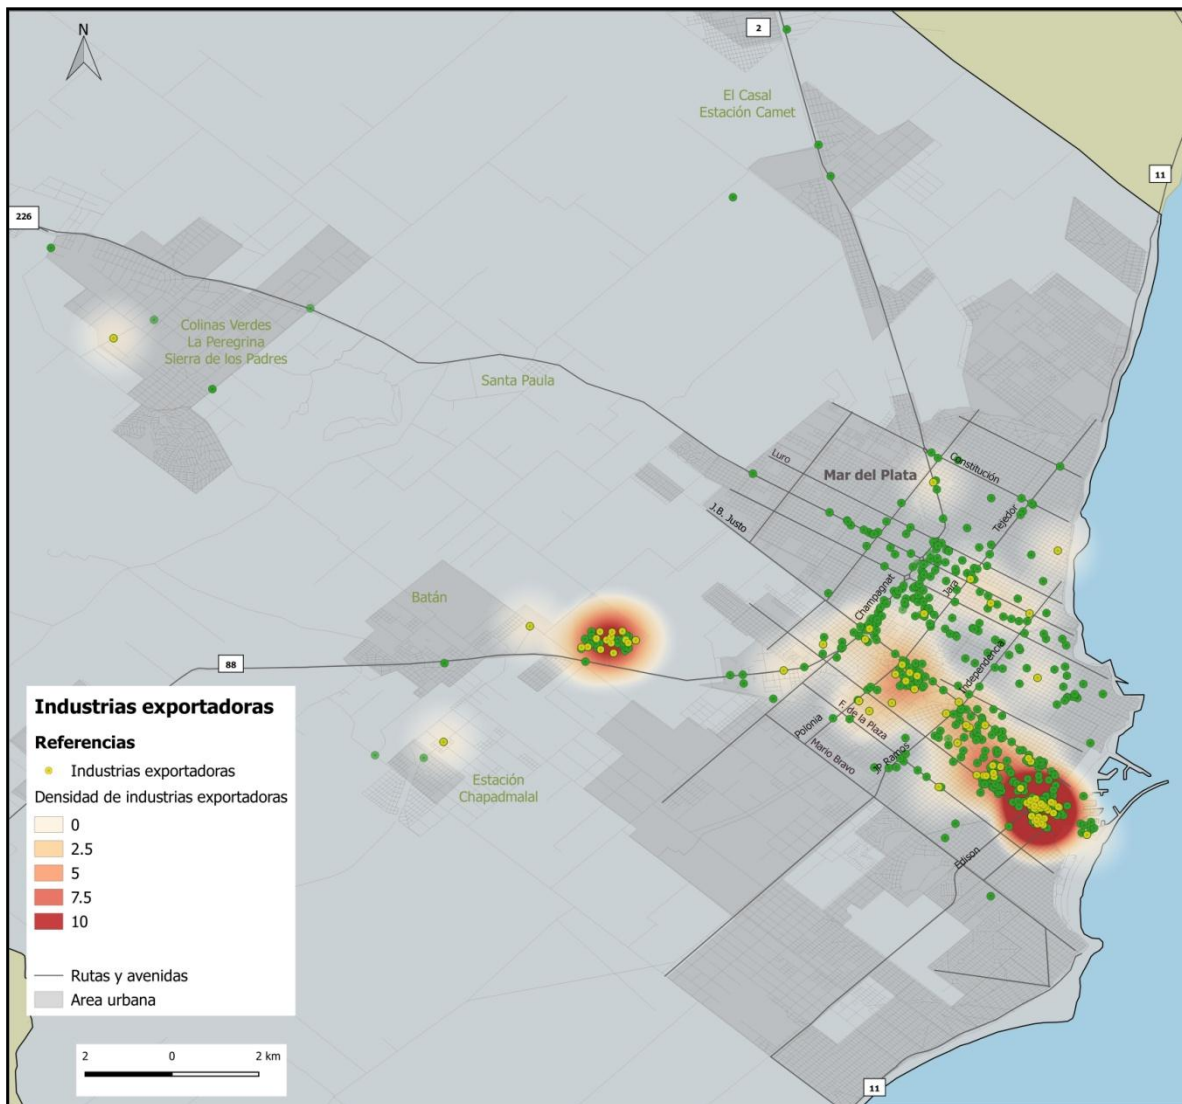 N
2
El Casal
Estación Camet
11
226
Colinas Verdes
La Peregrina
Sierra de los Padres
Santa Paula
Luro
Mar del Plata
Constitución
J.B. Justo
Tejedor
Champagnat
Jara
Batán
Independencia
88
F. de la Plaza
Polonia
Mario Bravo
JP Ramos
Estación
Chapadmalal
Edison
11
Industrias exportadoras
Referencias
Industrias exportadoras
Densidad de industrias exportadoras
0
2.5
5
7.5
10
Rutas y avenidas
Area urbana
2 0 2 km